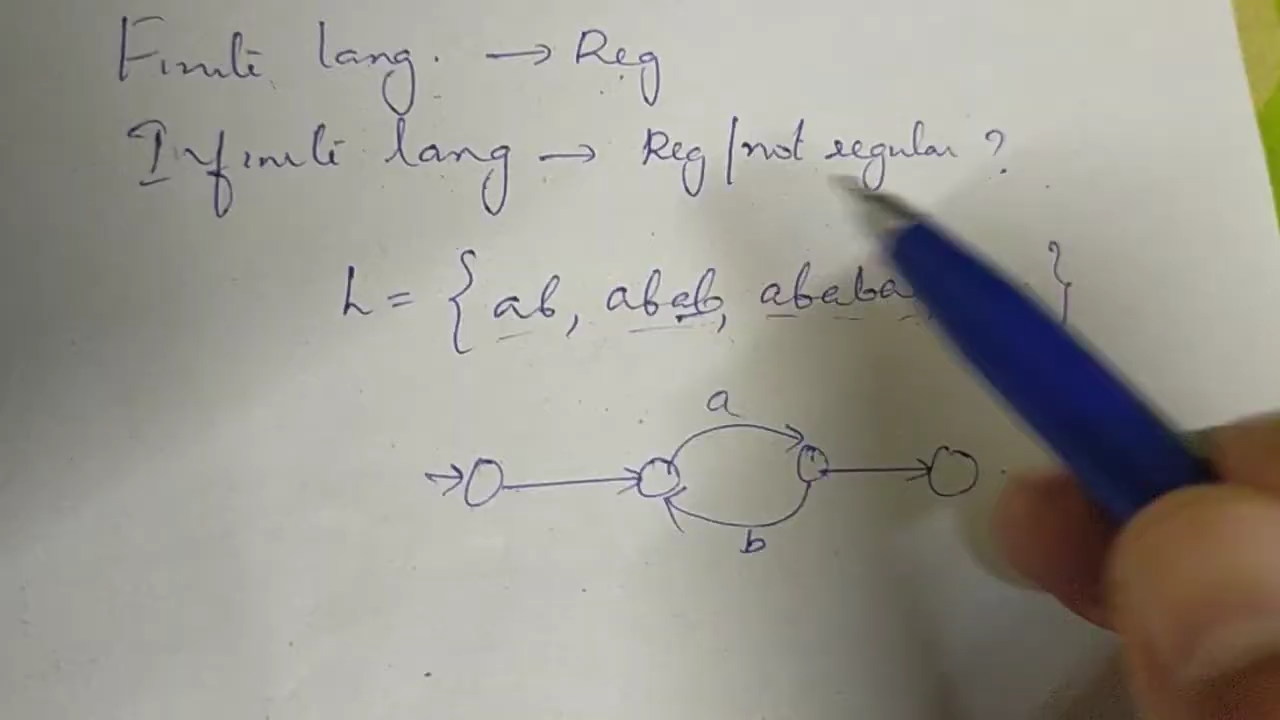 Finite lang. → Reg
Infinite lang → Reg/not regular?
L = { ab, abab, ababa }
a
b